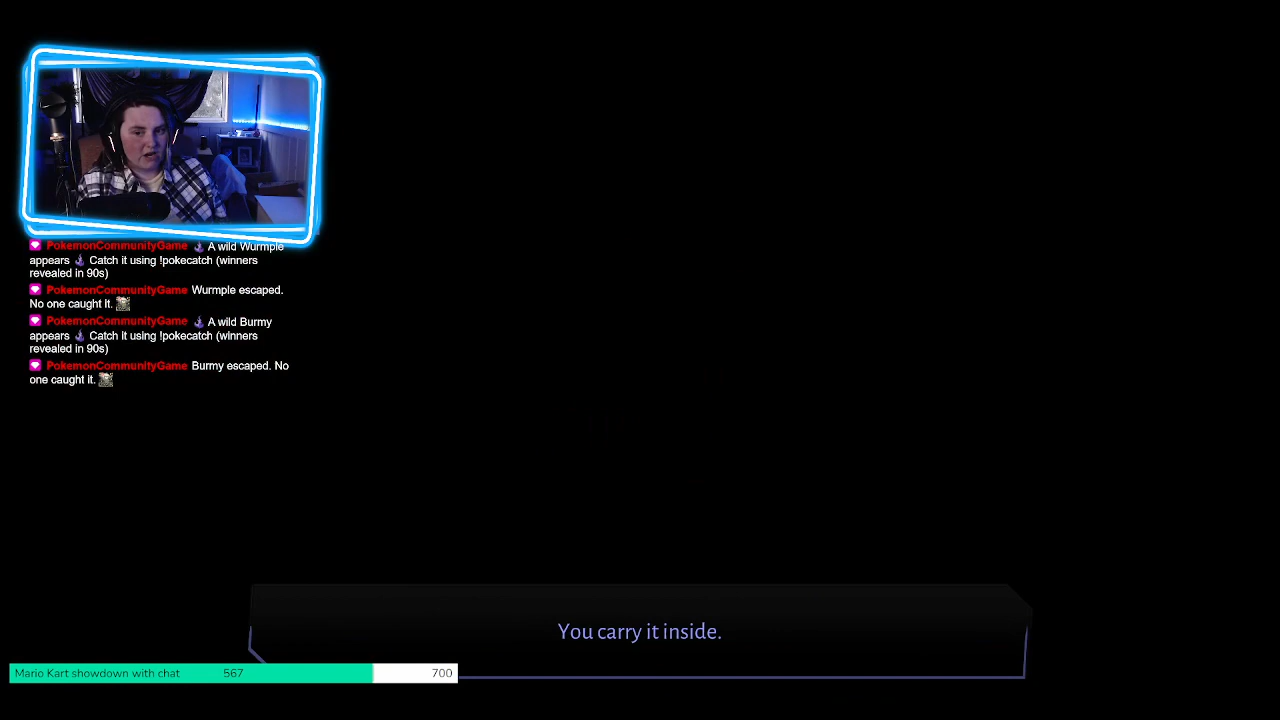 PokemonCommunityGame A wild Wurmple
appears Catch it using !pokecatch (winners
revealed in 90s)
PokemonCommunityGame Wurmple escaped.
No one caught it.
PokemonCommunityGame A wild Burmy
appears Catch it using !pokecatch (winners
revealed in 90s)
PokemonCommunityGame Burmy escaped. No
one caught it.
You carry it inside.
Mario Kart showdown with chat 567 700